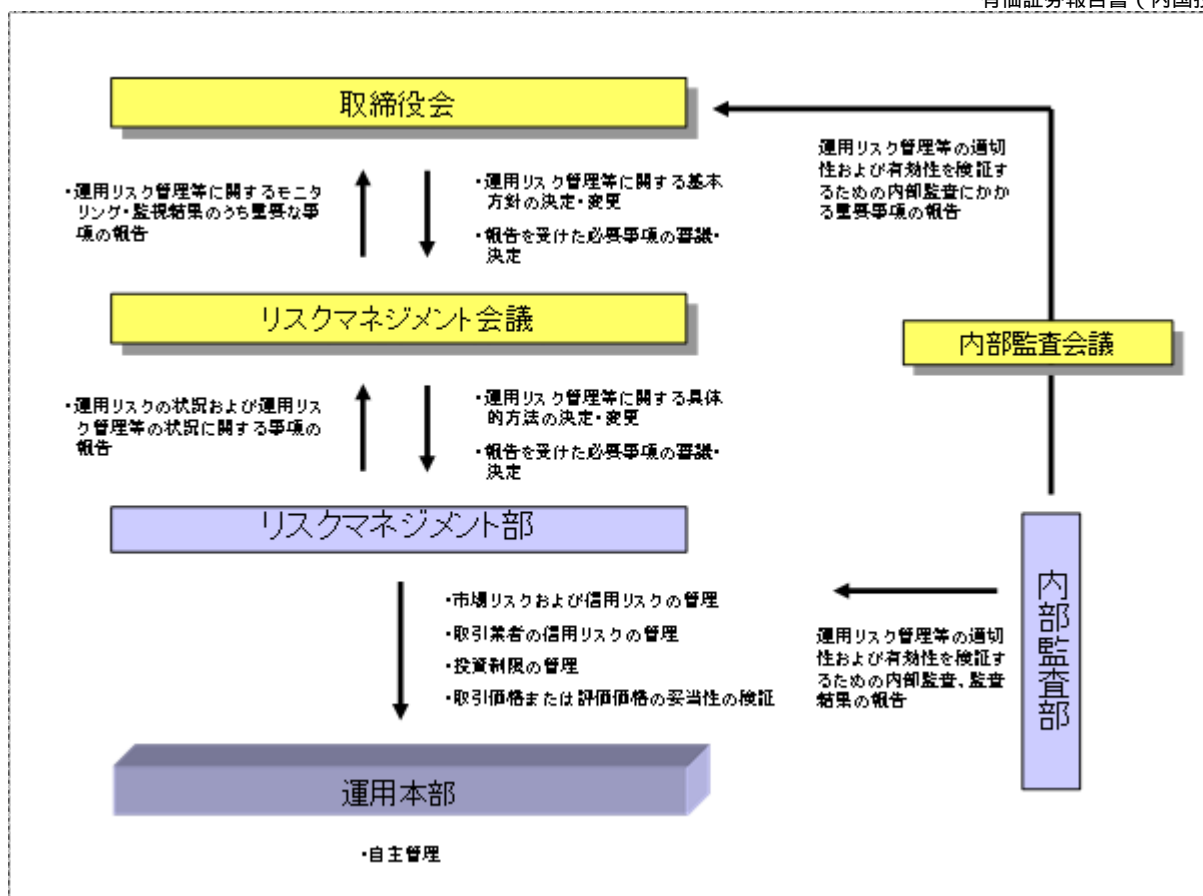 有価証券報告書(内国投
取締役会
・運用リスク管理等に関するモニタ
リング・監視結果のうち重要な事
項の報告
・運用リスク管理等に関する基本
方針の決定・変更
・報告を受けた必要事項の審議・
決定
運用リスク管理等の適切
性および有効性を検証す
るための内部監査にかか
る重要事項の報告
リスクマネジメント会議
内部監査会議
・運用リスクの状況および運用リス
ク管理等の状況に関する事項の
報告
・運用リスク管理等に関する具体
的方法の決定・変更
・報告を受けた必要事項の審議・
決定
リスクマネジメント部
・市場リスクおよび信用リスクの管理
・取引業者の信用リスクの管理
・投資制限の管理
・取引価格または評価価格の妥当性の検証
運用リスク管理等の適切
性および有効性を検証す
るための内部監査、監査
結果の報告
内部監査部
運用本部
・自主管理